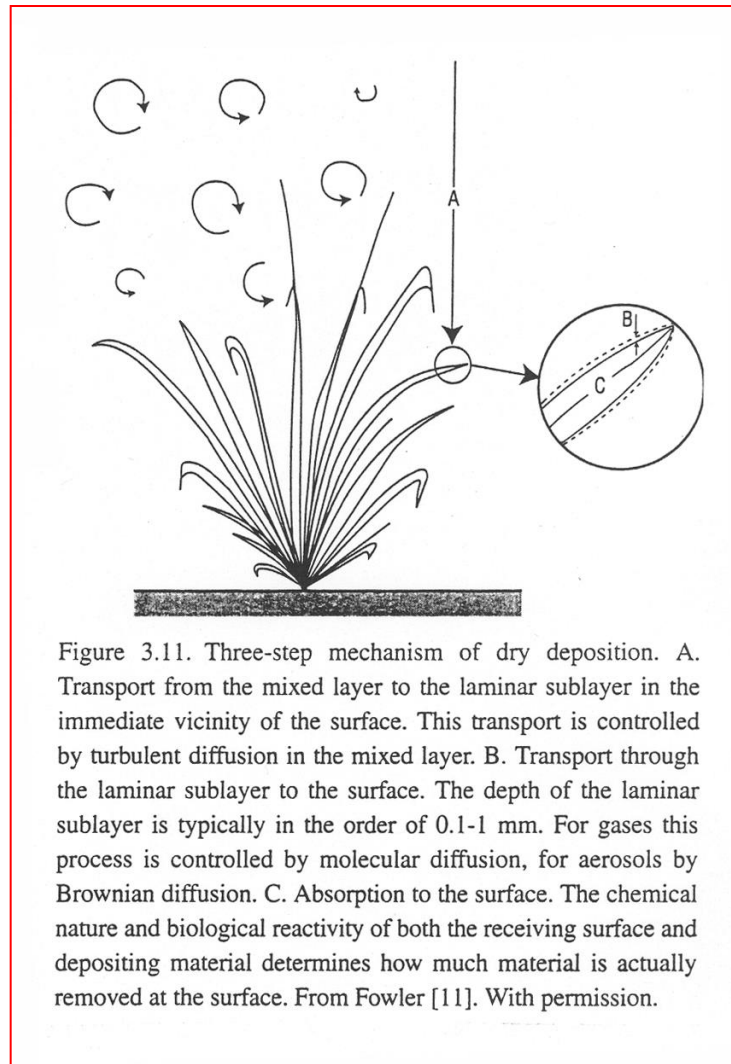 A
B
C
Figure 3.11. Three-step mechanism of dry deposition. A.
Transport from the mixed layer to the laminar sublayer in the
immediate vicinity of the surface. This transport is controlled
by turbulent diffusion in the mixed layer. B. Transport through
the laminar sublayer to the surface. The depth of the laminar
sublayer is typically in the order of 0.1-1 mm. For gases this
process is controlled by molecular diffusion, for aerosols by
Brownian diffusion. C. Absorption to the surface. The chemical
nature and biological reactivity of both the receiving surface and
depositing material determines how much material is actually
removed at the surface. From Fowler [11]. With permission.